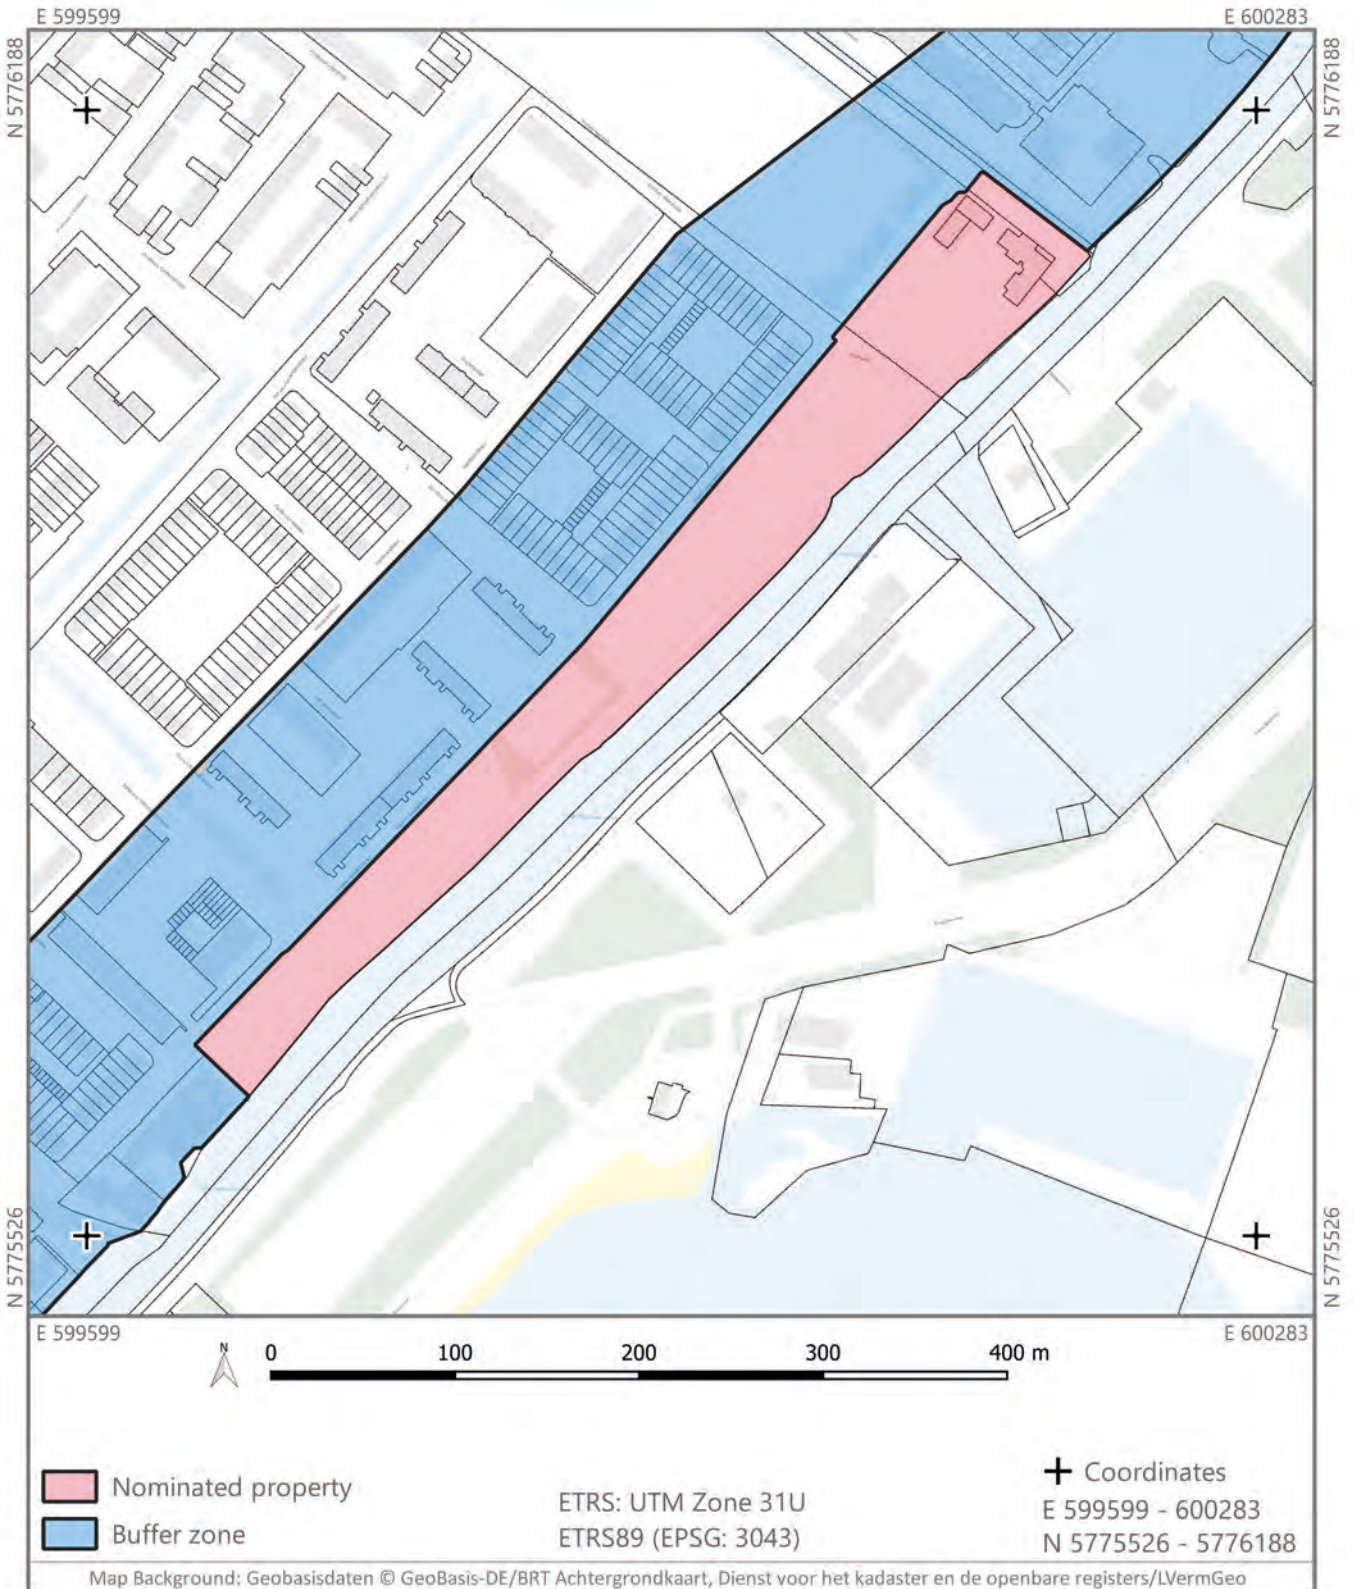 E 599599
E 600283
N 5776188
N 5776188
N 5775526
N 5775526
E 599599
E 600283
N
0 100 200 300 400 m
Nominated property
Buffer zone
ETRS: UTM Zone 31U
ETRS89 (EPSG: 3043)
Coordinates
E 599599 - 600283
N 5775526 - 5776188
Map Background: Geobasisdaten © GeoBasis-DE/BRT Achtergrondkaart, Dienst voor het kadaster en de openbare registers/LVermGeo